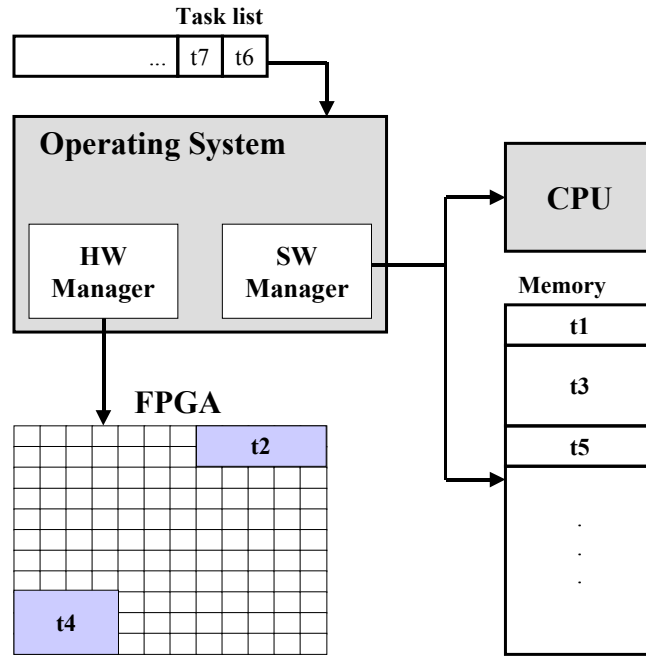 Task list
... t7 t6
Operating System
HW
Manager
SW
Manager
CPU
Memory
t1
t3
t5
.
.
.
FPGA
t2
t4